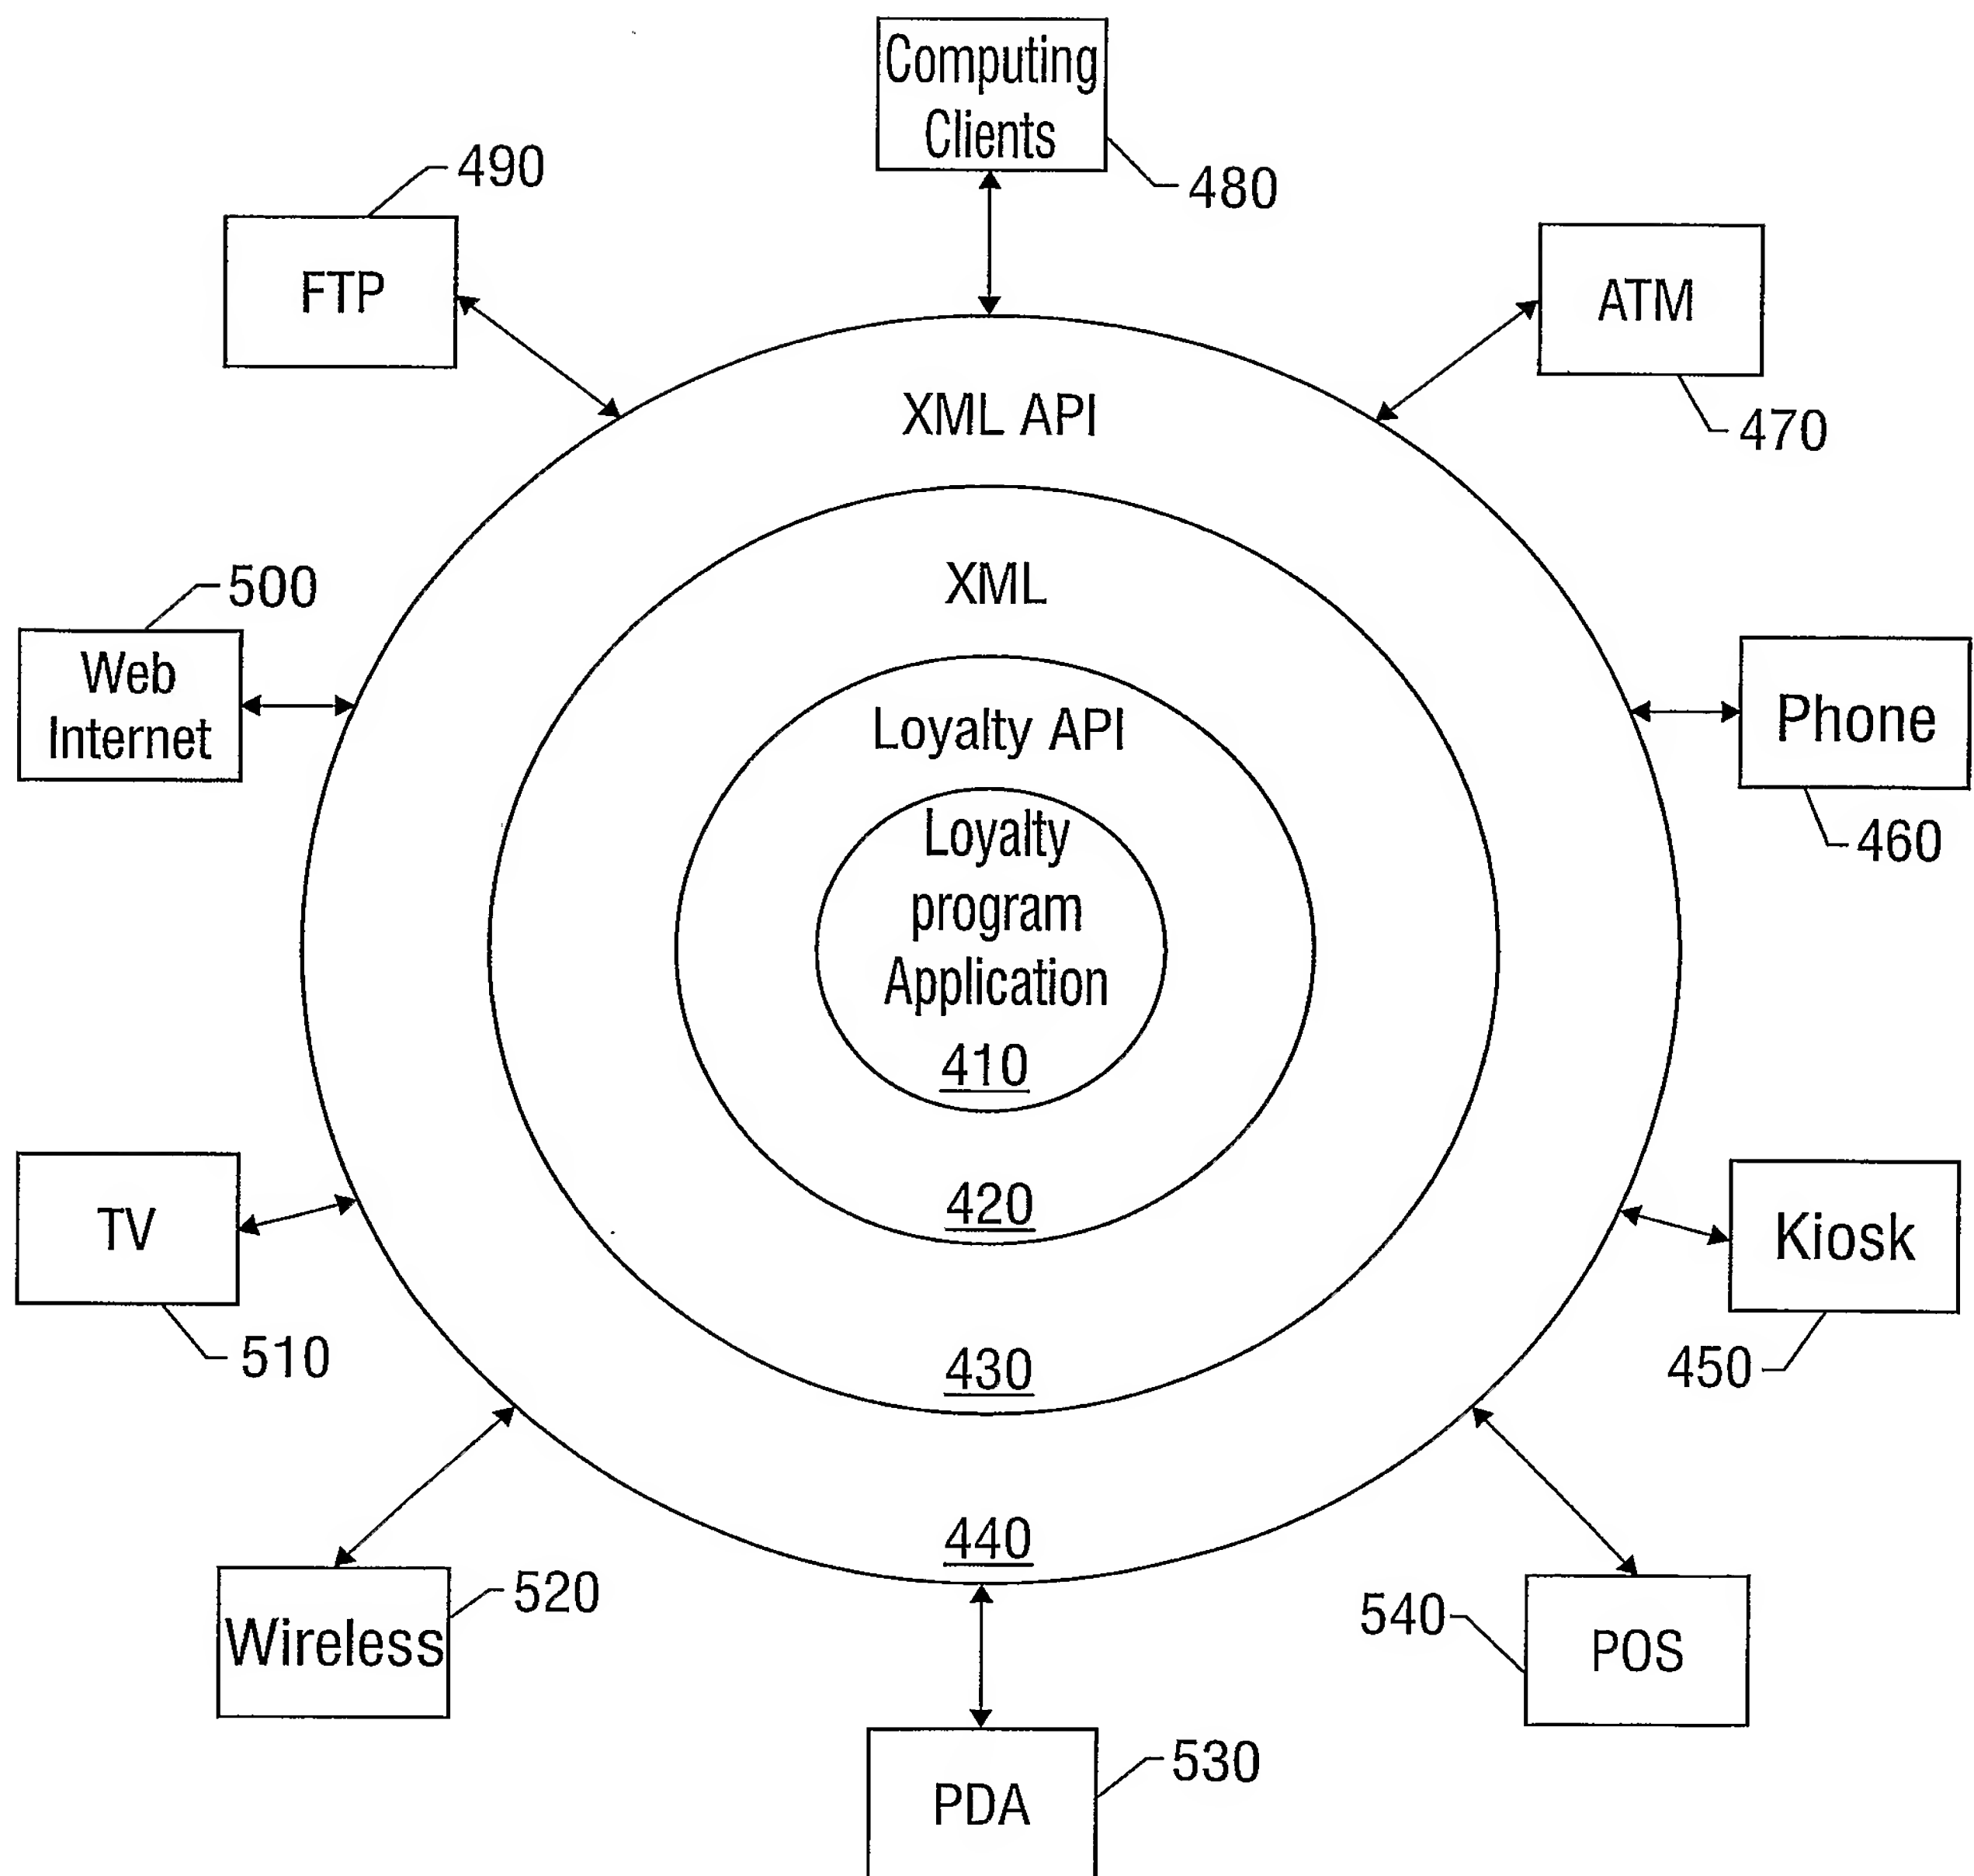 Computing
Clients
480
490
FTP
ATM
470
XML API
500
Web
Internet
XML
Phone
460
Loyalty API
Loyalty
program
Application
410
TV
510
420
Kiosk
450
430
440
Wireless
520
540
POS
PDA
530